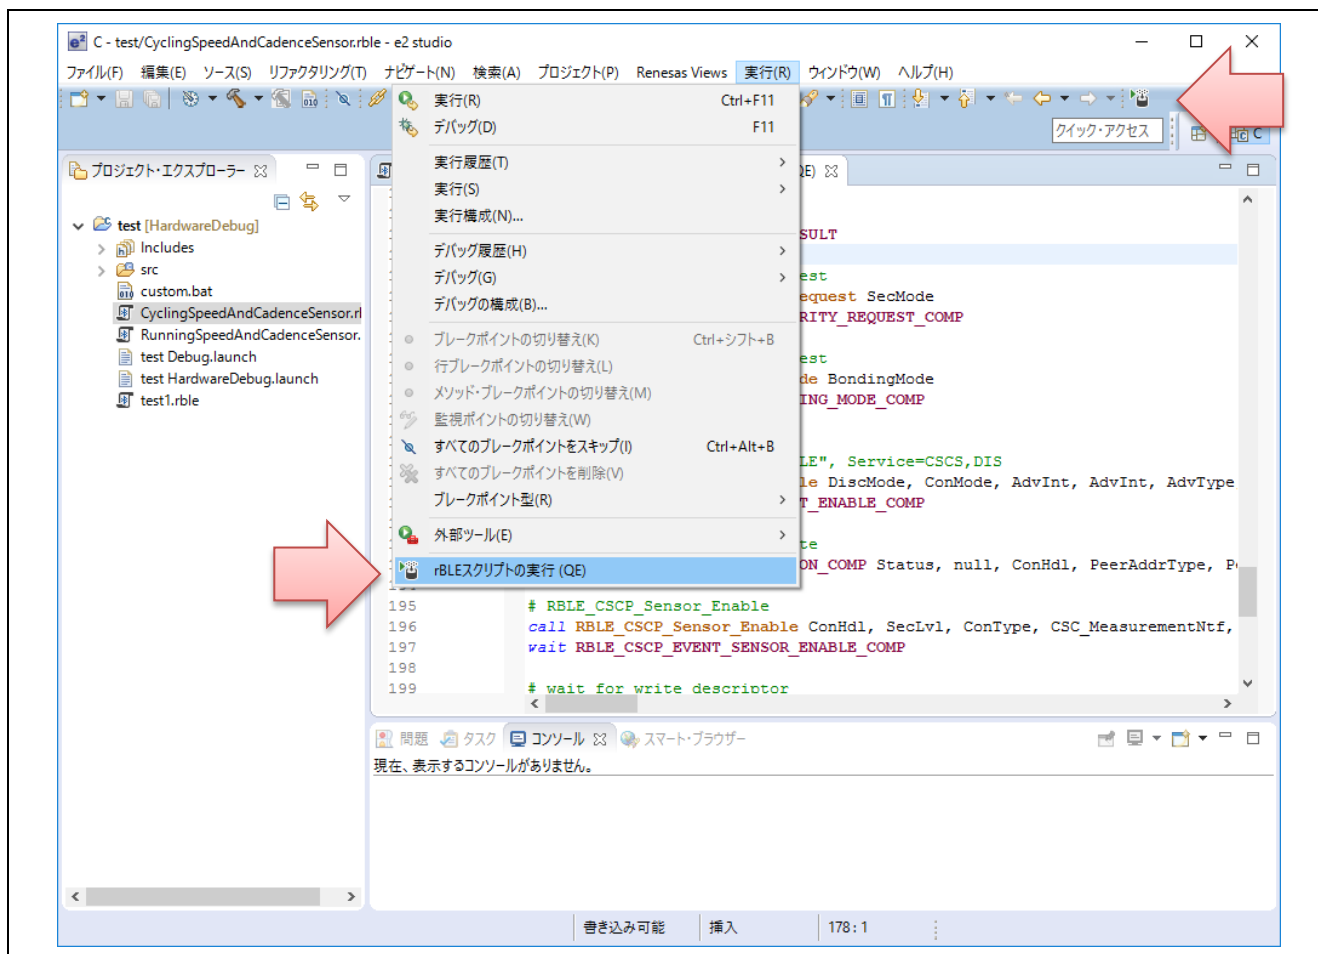 C - test/CyclingSpeedAndCadenceSensor.rble - e2 studio
ファイル(F) 編集(E) ソース(S) リファクタリング(T) ナビゲート(N) 検索(A) プロジェクト(P) Renesas Views 実行(R) ウィンドウ(W) ヘルプ(H)
クイック・アクセス
C
プロジェクト・エクスプローラー
test [HardwareDebug]
Includes
src
custom.bat
CyclingSpeedAndCadenceSensor.rl
RunningSpeedAndCadenceSensor.
test Debug.launch
test HardwareDebug.launch
test1.rble
実行(R) Ctrl+F11
デバッグ(D) F11
実行履歴(T)
実行(S)
実行構成(N)...
デバッグ履歴(H)
デバッグ(G)
デバッグの構成(B)...
ブレークポイントの切り替え(K) Ctrl+シフト+B
行ブレークポイントの切り替え(L)
メソッド・ブレークポイントの切り替え(M)
監視ポイントの切り替え(W)
すべてのブレークポイントをスキップ(I) Ctrl+Alt+B
すべてのブレークポイントを削除(V)
ブレークポイント型(R)
外部ツール(E)
rBLEスクリプトの実行 (QE)
QE)
SULT
est
equest SecMode
RITY_REQUEST_COMP
est
de BondingMode
ING_MODE_COMP
LE", Service=CSCS,DIS
le DiscMode, ConMode, AdvInt, AdvInt, AdvType
T_ENABLE_COMP
te
ON_COMP Status, null, ConHdl, PeerAddrType, P
195 # RBLE_CSCP_Sensor_Enable
196 call RBLE_CSCP_Sensor_Enable ConHdl, SecLvl, ConType, CSC_MeasurementNtf,
197 wait RBLE_CSCP_EVENT_SENSOR_ENABLE_COMP
198
199 # wait for write descriptor
問題 タスク コンソール スマート・ブラウザー
現在、表示するコンソールがありません。
書き込み可能 挿入 178 : 1